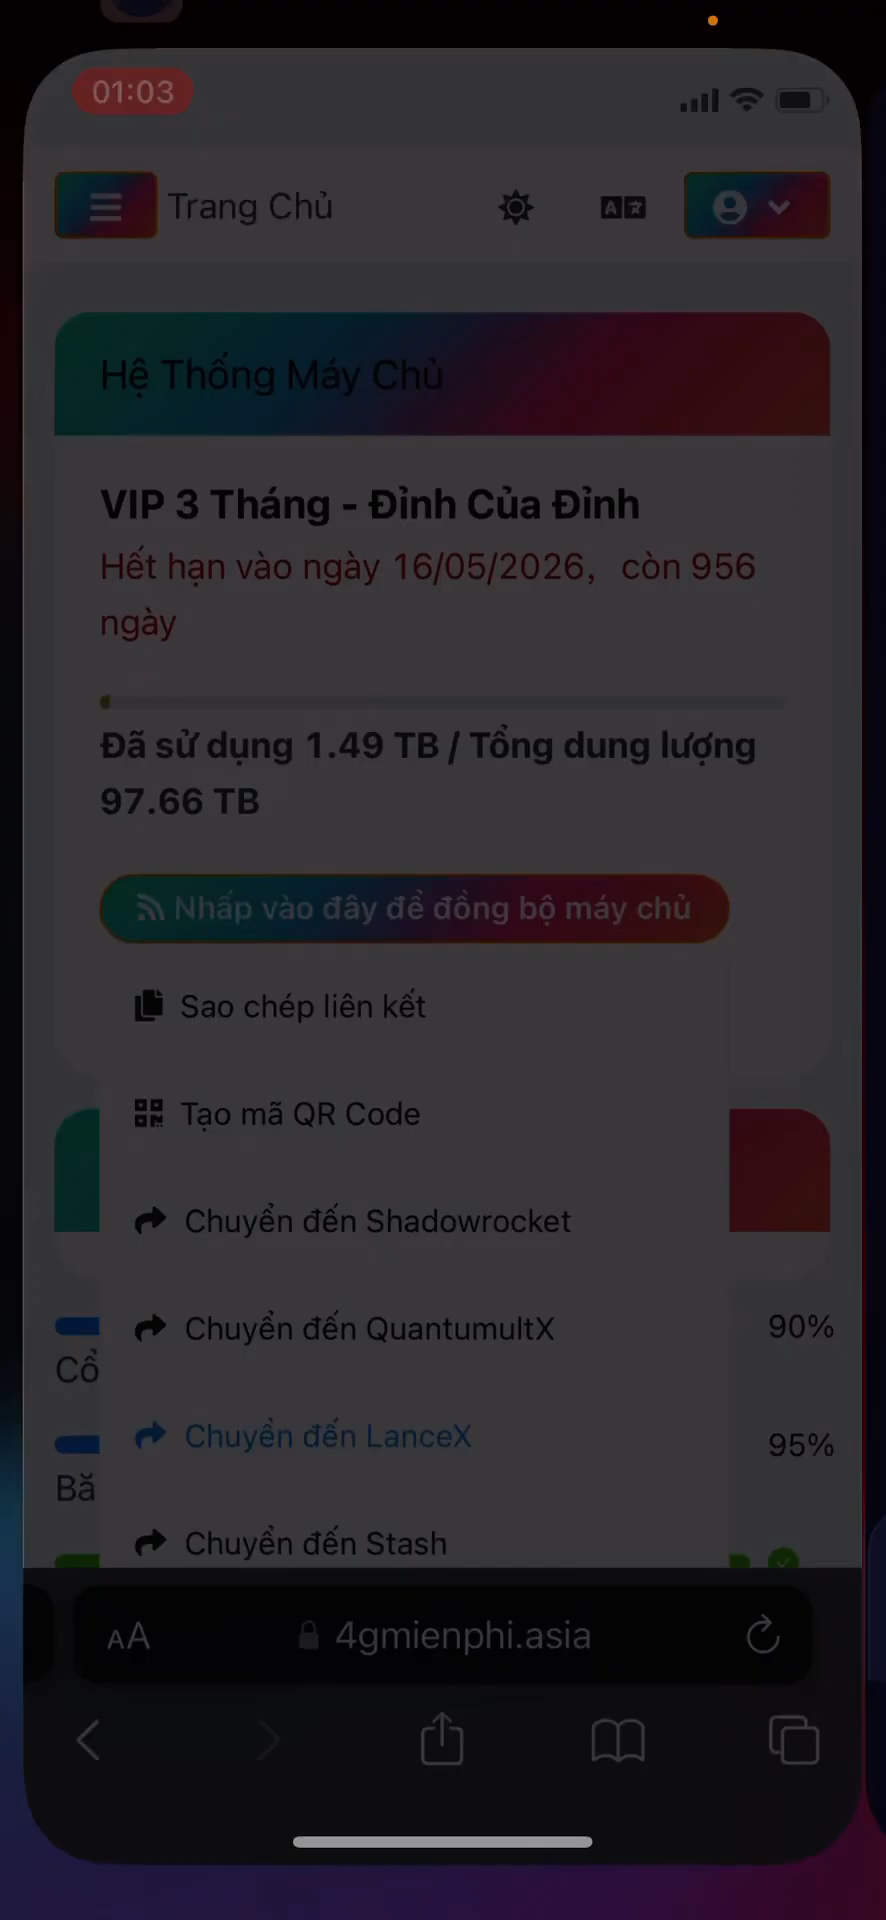 01:03
Trang Chủ
Hệ Thống Máy Chủ
VIP 3 Tháng - Đỉnh Của Đỉnh
Hết hạn vào ngày 16/05/2026, còn 956
ngày
Đã sử dụng 1.49 TB / Tổng dung lượng
97.66 TB
Nhấp vào đây để đồng bộ máy chủ
Sao chép liên kết
Tạo mã QR Code
Chuyển đến Shadowrocket
Chuyển đến QuantumultX
90%
Cổ
Chuyển đến LanceX
95%
Bă
Chuyển đến Stash
AA
4gmienphi.asia